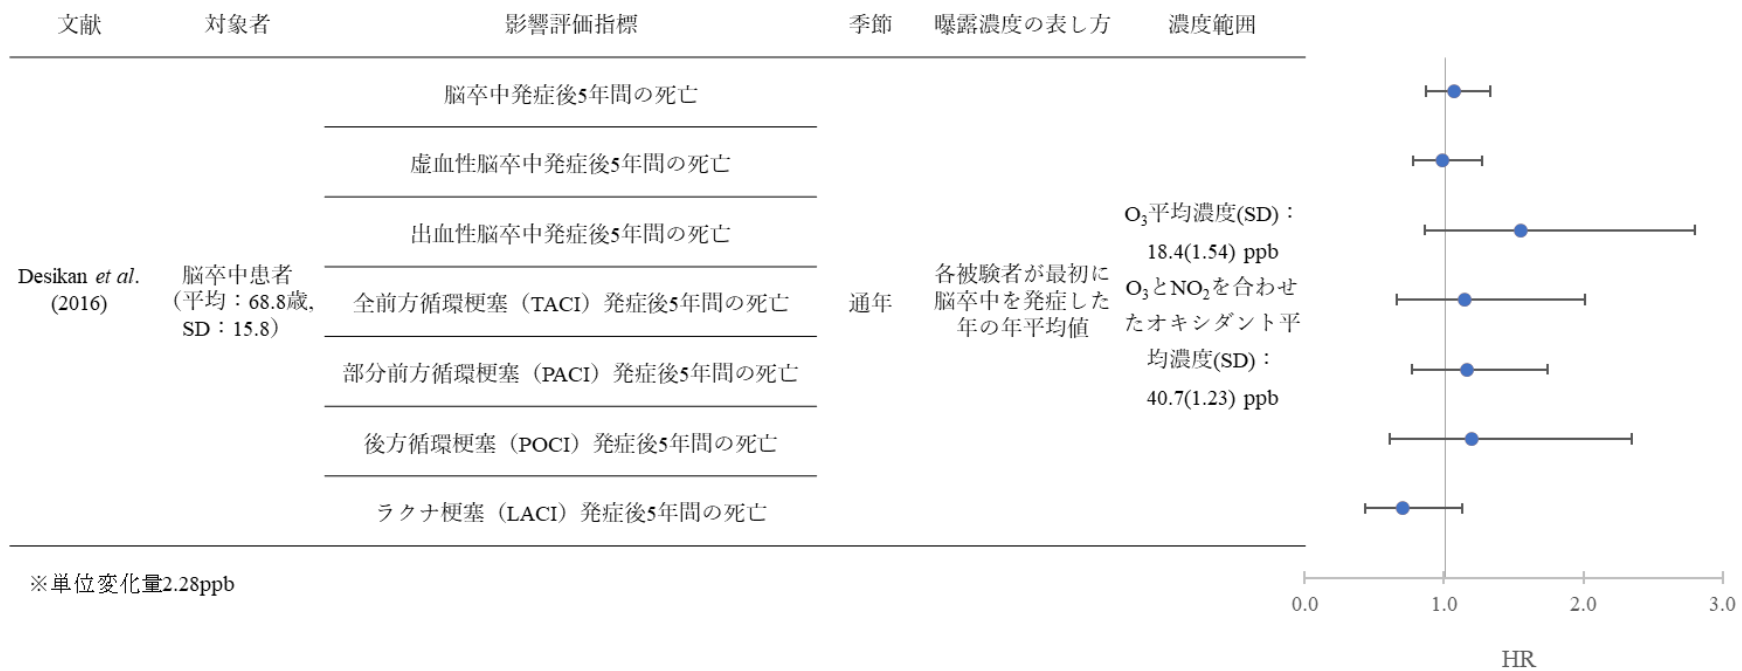 文献 対象者 影響評価指標 季節 曝露濃度の表し方 濃度範囲
Desikan et al.
(2016)
脳卒中患者
（平均：68.8歳,
SD：15.8）
脳卒中発症後5年間の死亡
虚血性脳卒中発症後5年間の死亡
出血性脳卒中発症後5年間の死亡
全前方循環梗塞（TACI）発症後5年間の死亡
部分前方循環梗塞（PACI）発症後5年間の死亡
後方循環梗塞（POCI）発症後5年間の死亡
ラクナ梗塞（LACI）発症後5年間の死亡
通年
各被験者が最初に
脳卒中を発症した
年の年平均値
O₃平均濃度(SD)：
18.4(1.54) ppb
O₃とNO₂を合わせ
たオキシダント平
均濃度(SD)：
40.7(1.23) ppb
※単位変化量2.28ppb
0.0 1.0 2.0 3.0
HR